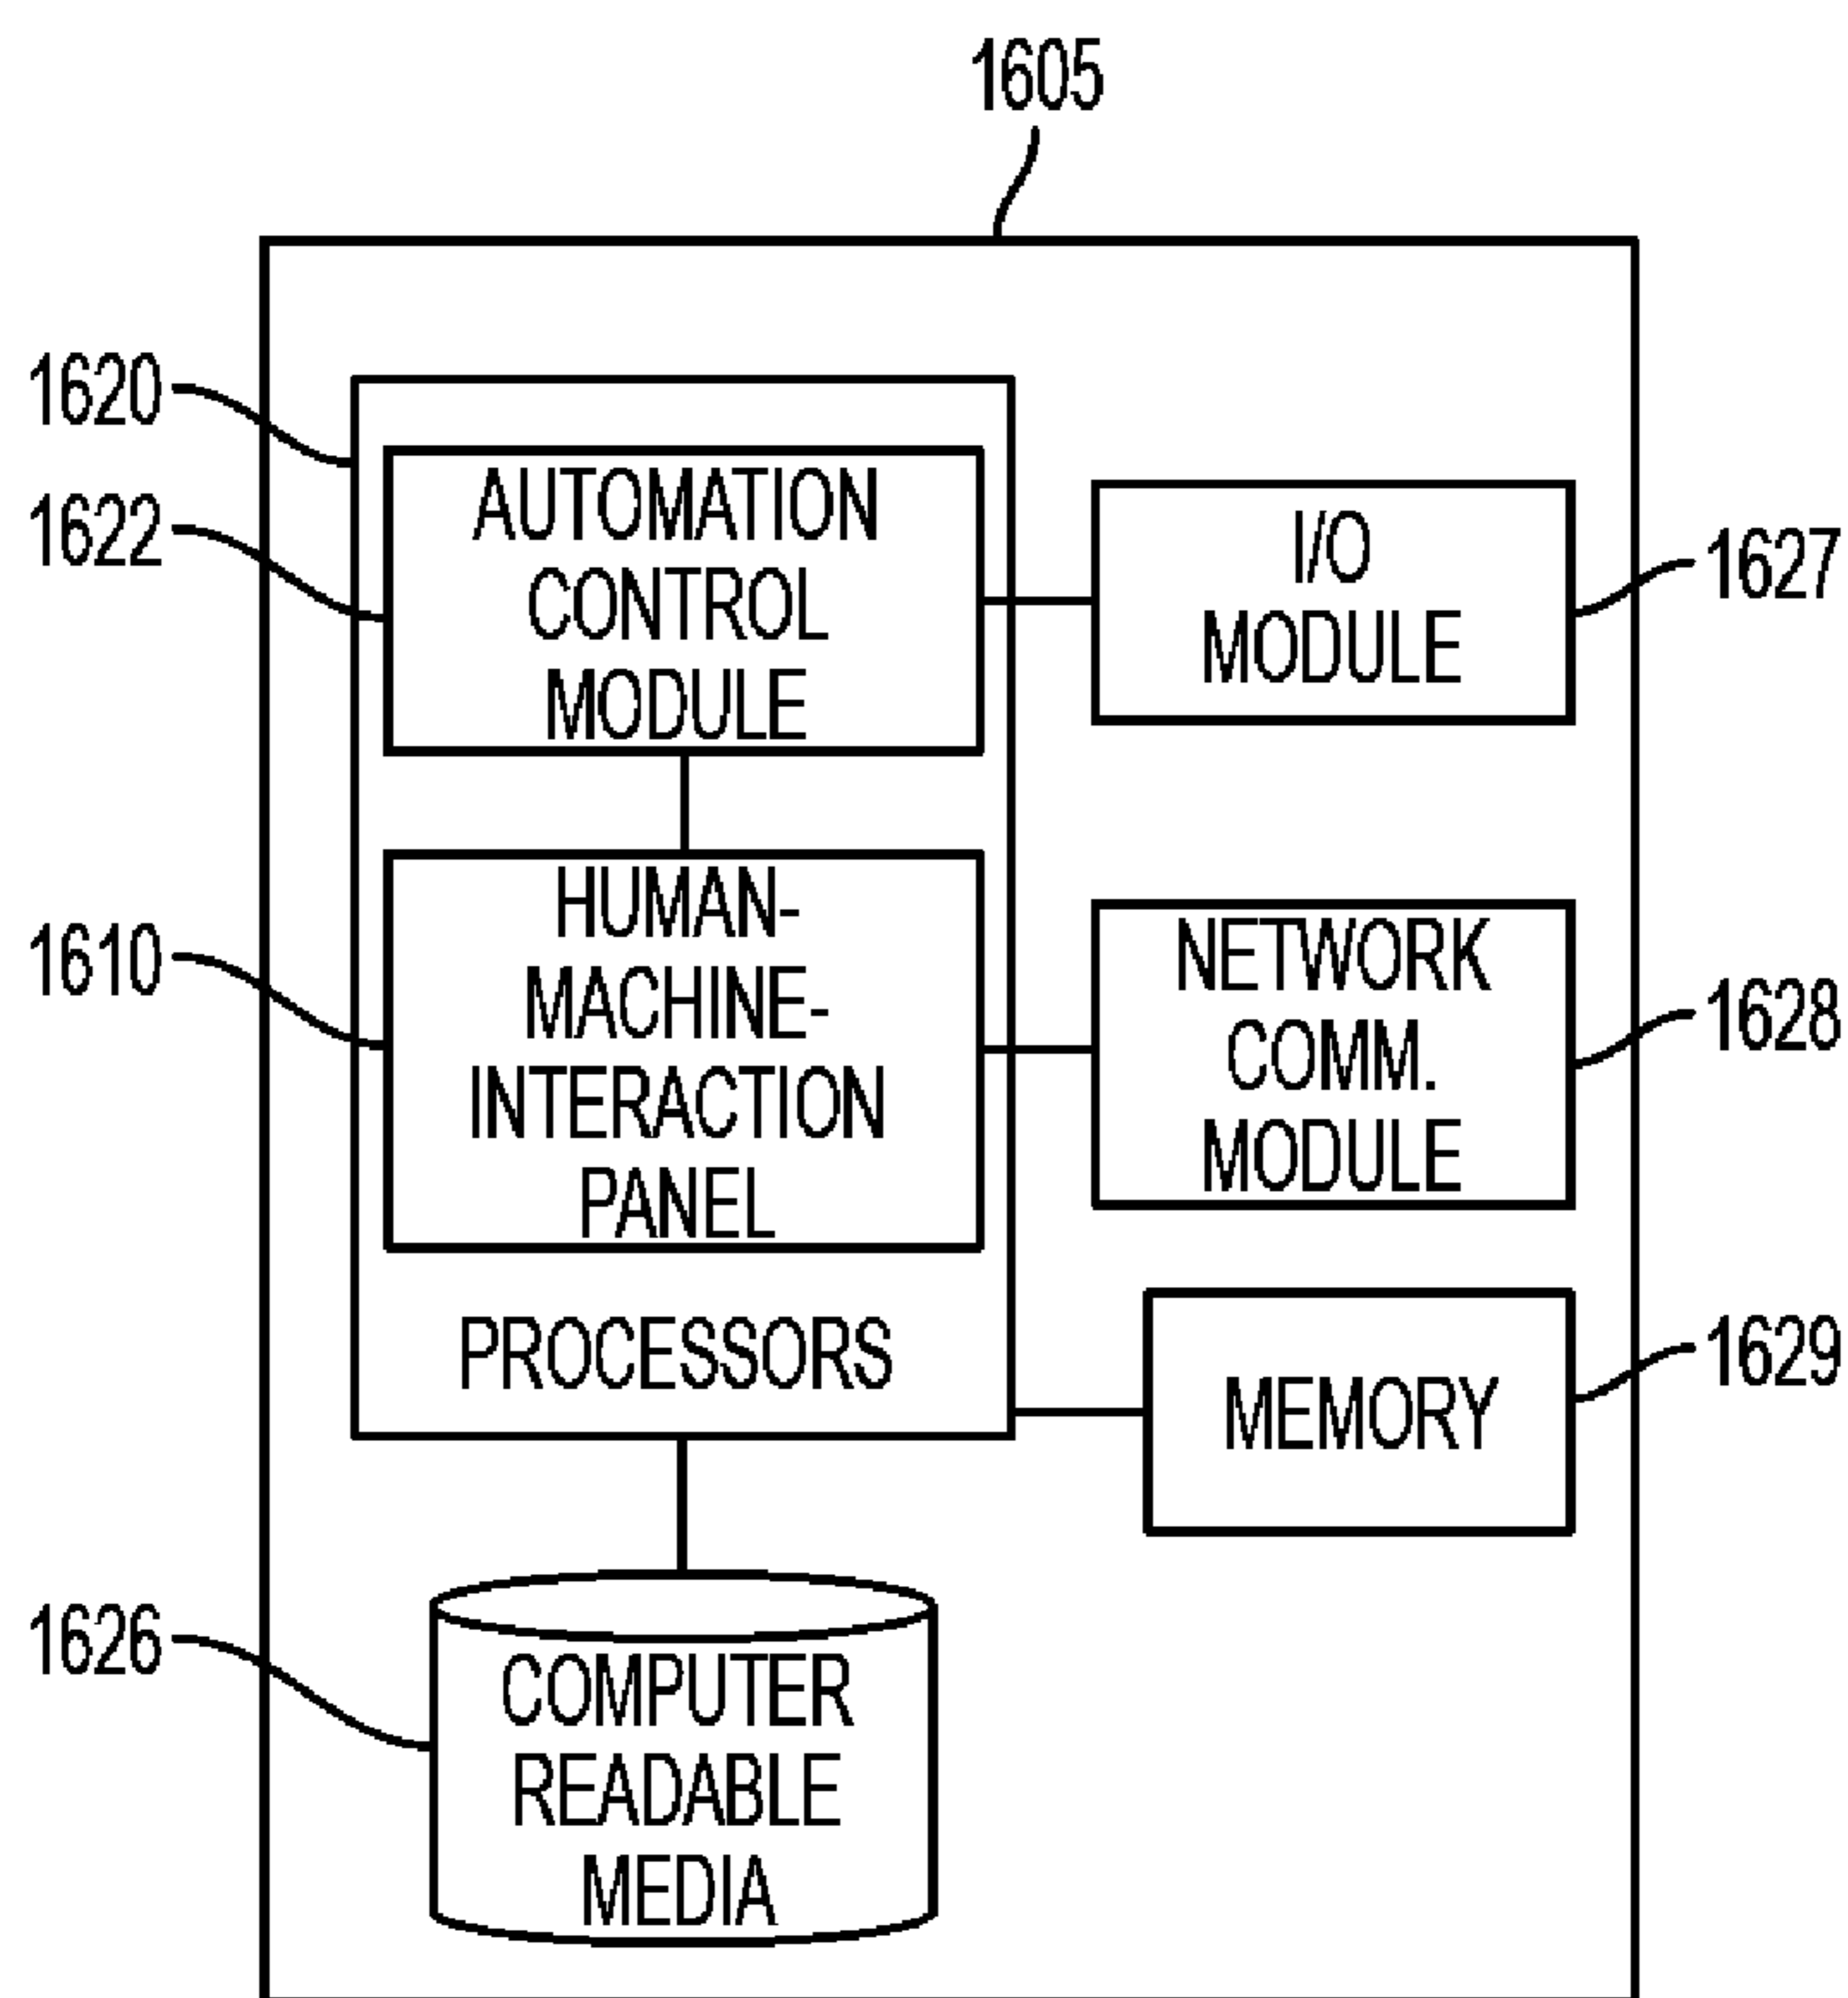 1605
1620
1622
AUTOMATION
CONTROL
MODULE
I/O
MODULE
1627
1610
HUMAN-
MACHINE-
INTERACTION
PANEL
NETWORK
COMM.
MODULE
1628
PROCESSORS
MEMORY
1629
1626
COMPUTER
READABLE
MEDIA